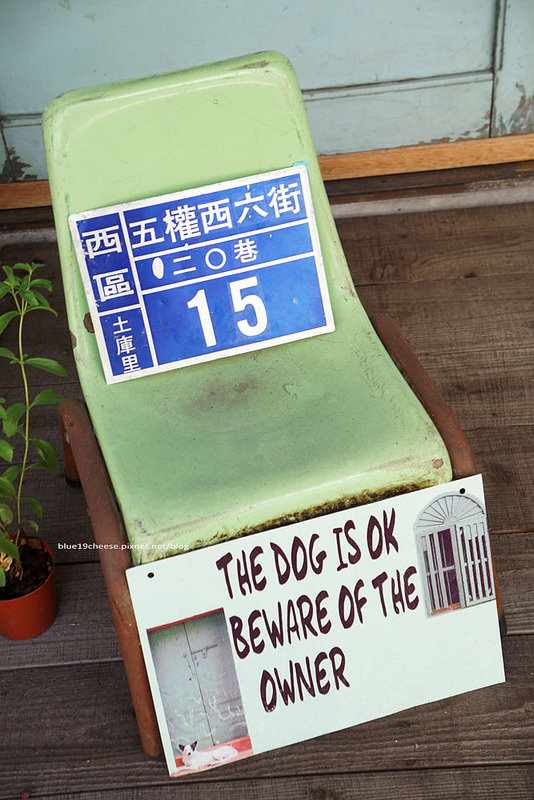 西區
土庫里
五權西六街
二〇巷
15
blue19cheese.pixnet.net/blog
THE DOG IS OK
BEWARE OF THE
OWNER